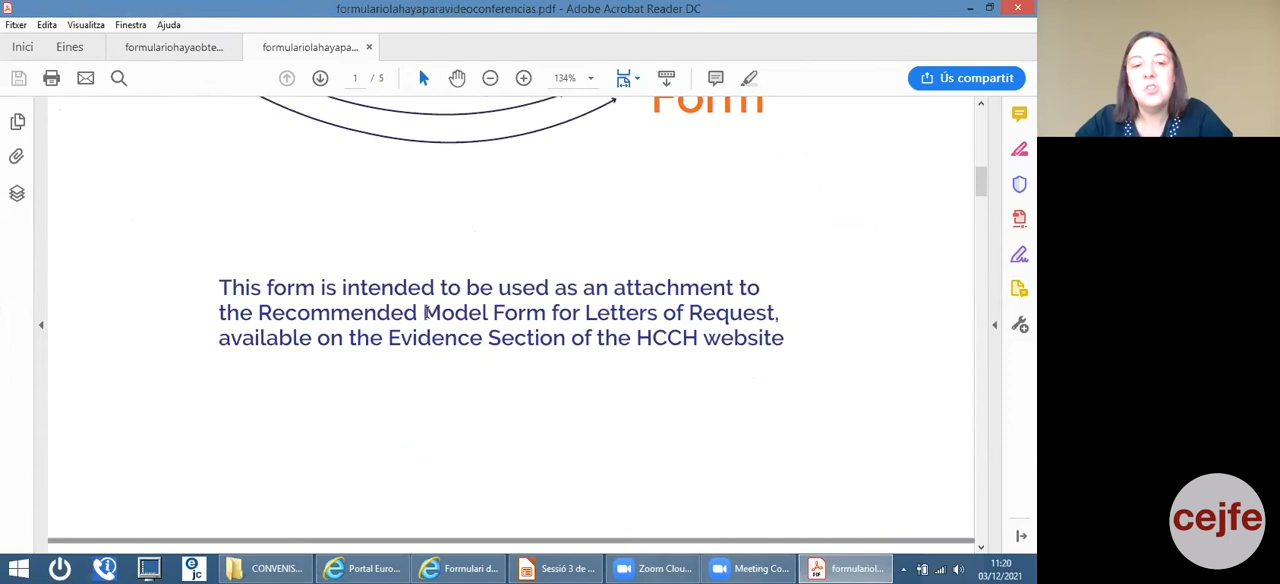 formulariolahayaparavideoconferencias.pdf - Adobe Acrobat Reader DC
Fitxer Edita Visualitza Finestra Ajuda
Inici Eines formulariohayaobte... formulariolahayapa... ×
1 / 5 134% Ús compartit
Form
This form is intended to be used as an attachment to
the Recommended Model Form for Letters of Request,
available on the Evidence Section of the HCCH website
cejfe
ejc CONVENIS... Portal Euro... Formulari d... Sessió 3 de ... Zoom Clou... Meeting Co... formulariol...
11:20
03/12/2021